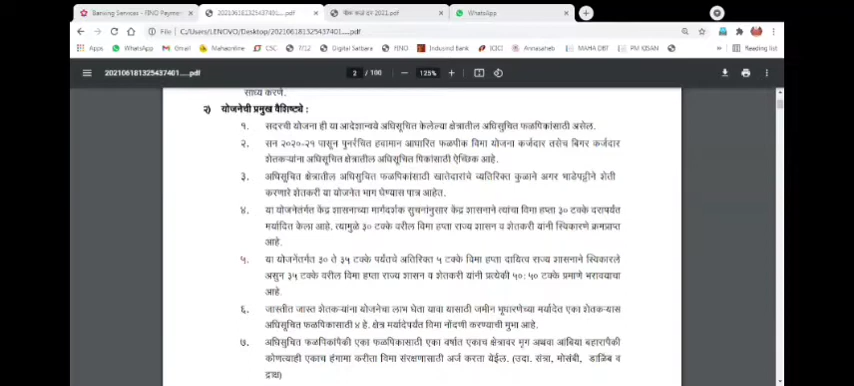 Banking Services - FINO Paymen
202106181325437401....pdf
पीक कर्ज दर 2021.pdf
WhatsApp
File | C:/Users/LENOVO/Desktop/202106181325437401....pdf
Apps WhatsApp Gmail Mahaonline CSC 7/12 Digital Satbara FINO Indusind bank ICICI Annasaheb MAHA DBT PM KISAN » Reading list
202106181325437401....pdf 2 / 100 — 125% +
साध्य करणे.
२) योजनेची प्रमुख वैशिष्ट्ये :
१. सदरची योजना ही या आदेशान्वये अधिसूचित केलेल्या क्षेत्रातील अधिसुचित फळपिकांसाठी असेल.
२. सन २०२०-२१ पासून पुनर्रचित हवामान आधारित फळपीक विमा योजना कर्जदार तसेच बिगर कर्जदार
शेतकऱ्यांना अधिसूचित क्षेत्रातील अधिसूचित पिकांसाठी ऐच्छिक आहे.
३. अधिसूचित क्षेत्रातील अधिसूचित फळपिकांसाठी खातेदारांचे व्यतिरिक्त कुळाने अगर भाडेपट्टीने शेती
करणारे शेतकरी या योजनेत भाग घेण्यास पात्र आहेत.
४. या योजनेतंर्गत केंद्र शासनाच्या मार्गदर्शक सुचनांनुसार केंद्र शासनाने त्यांचा विमा हप्ता ३० टक्के दरापर्यंत
मर्यादित केला आहे. त्यामुळे ३० टक्के वरील विमा हप्ता राज्य शासन व शेतकरी यांनी स्विकारणे क्रमप्राप्त
आहे.
५. या योजनेंतर्गत ३० ते ३५ टक्के पर्यंतचे अतिरिक्त ५ टक्के विमा हप्ता दायित्व राज्य शासनाने स्विकारले
असुन ३५ टक्के वरील विमा हप्ता राज्य शासन व शेतकरी यांनी प्रत्येकी ५०:५० टक्के प्रमाणे भरावयाचा
आहे.
६. जास्तीत जास्त शेतकऱ्यांना योजनेचा लाभ घेता यावा यासाठी जमीन भूधारणेच्या मर्यादेत एका शेतकऱ्यास
अधिसूचित फळपिकासाठी ४ हे. क्षेत्र मर्यादेपर्यंत विमा नोंदणी करण्याची मुभा आहे.
७. अधिसुचित फळपिकांपैकी एका फळपिकासाठी एका वर्षात एकाच क्षेत्रावर मृग अथवा आंबिया बहारापैकी
कोणत्याही एकाच हंगामा करीता विमा संरक्षणासाठी अर्ज करता येईल. (उदा. संत्रा, मोसंबी, डाळिंब व
द्राक्ष)